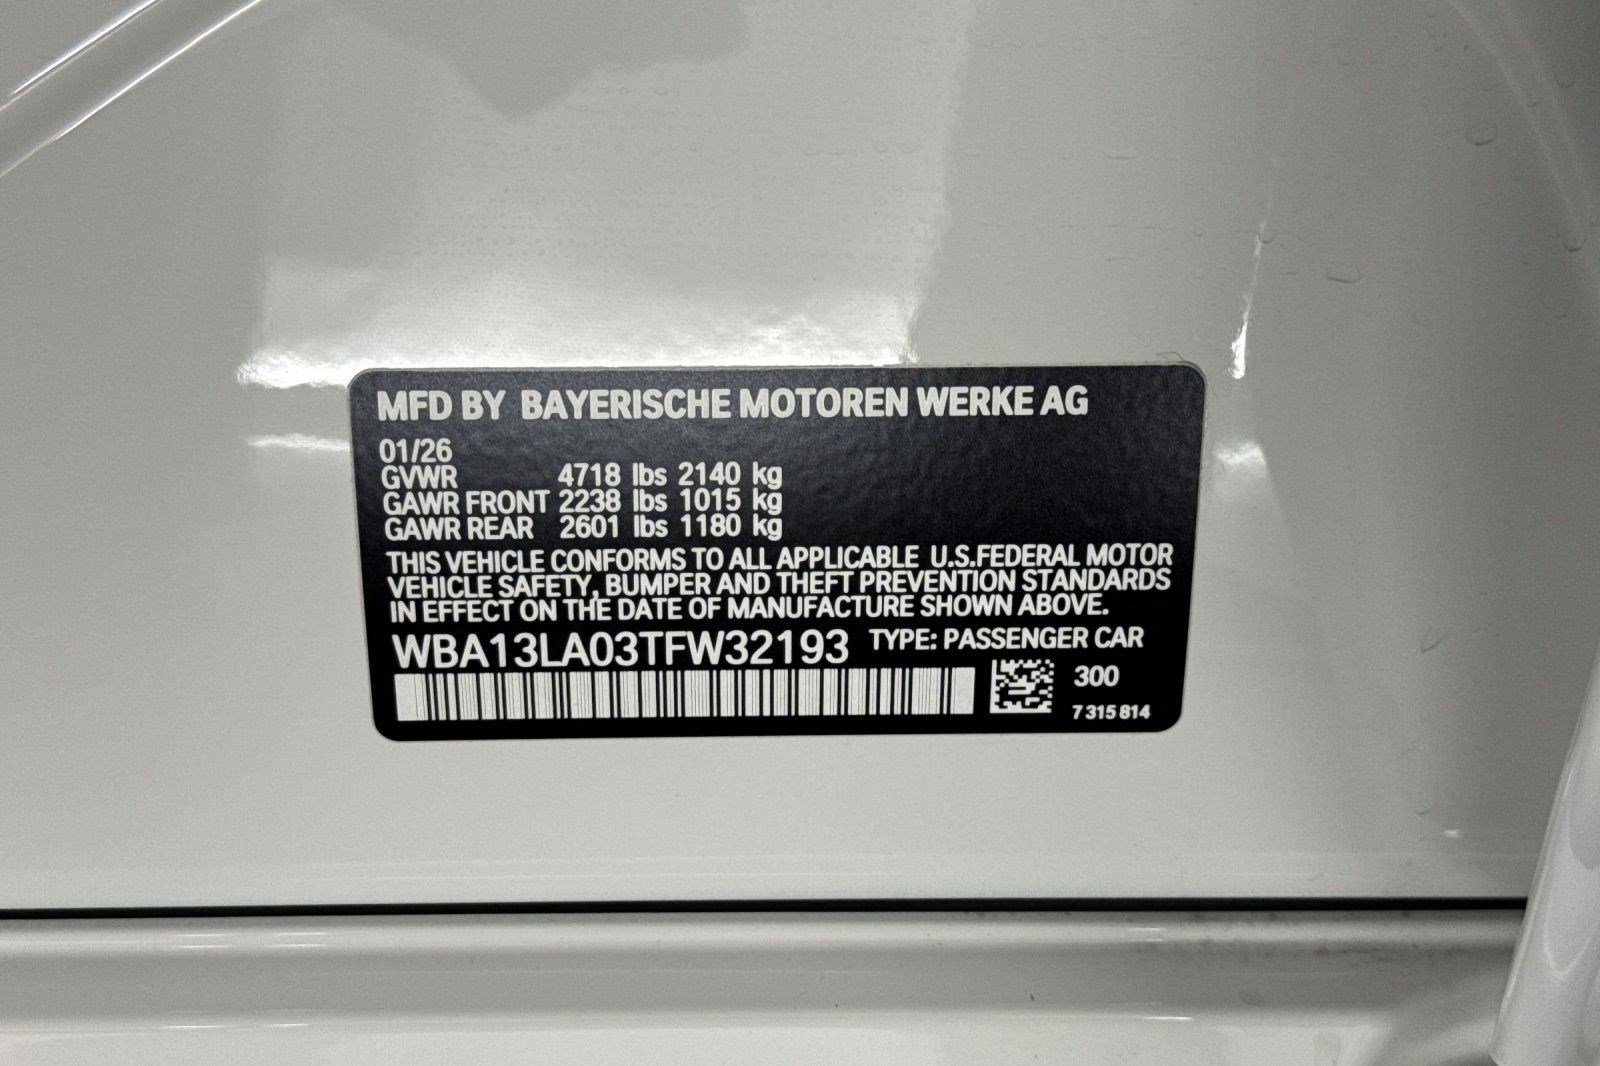 MFD BY BAYERISCHE MOTOREN WERKE AG
01/26
GVWR 4718 lbs 2140 kg
GAWR FRONT 2238 lbs 1015 kg
GAWR REAR 2601 lbs 1180 kg
THIS VEHICLE CONFORMS TO ALL APPLICABLE U.S.FEDERAL MOTOR
VEHICLE SAFETY, BUMPER AND THEFT PREVENTION STANDARDS
IN EFFECT ON THE DATE OF MANUFACTURE SHOWN ABOVE.
WBA13LA03TFW32193 TYPE: PASSENGER CAR
300
7 315 814